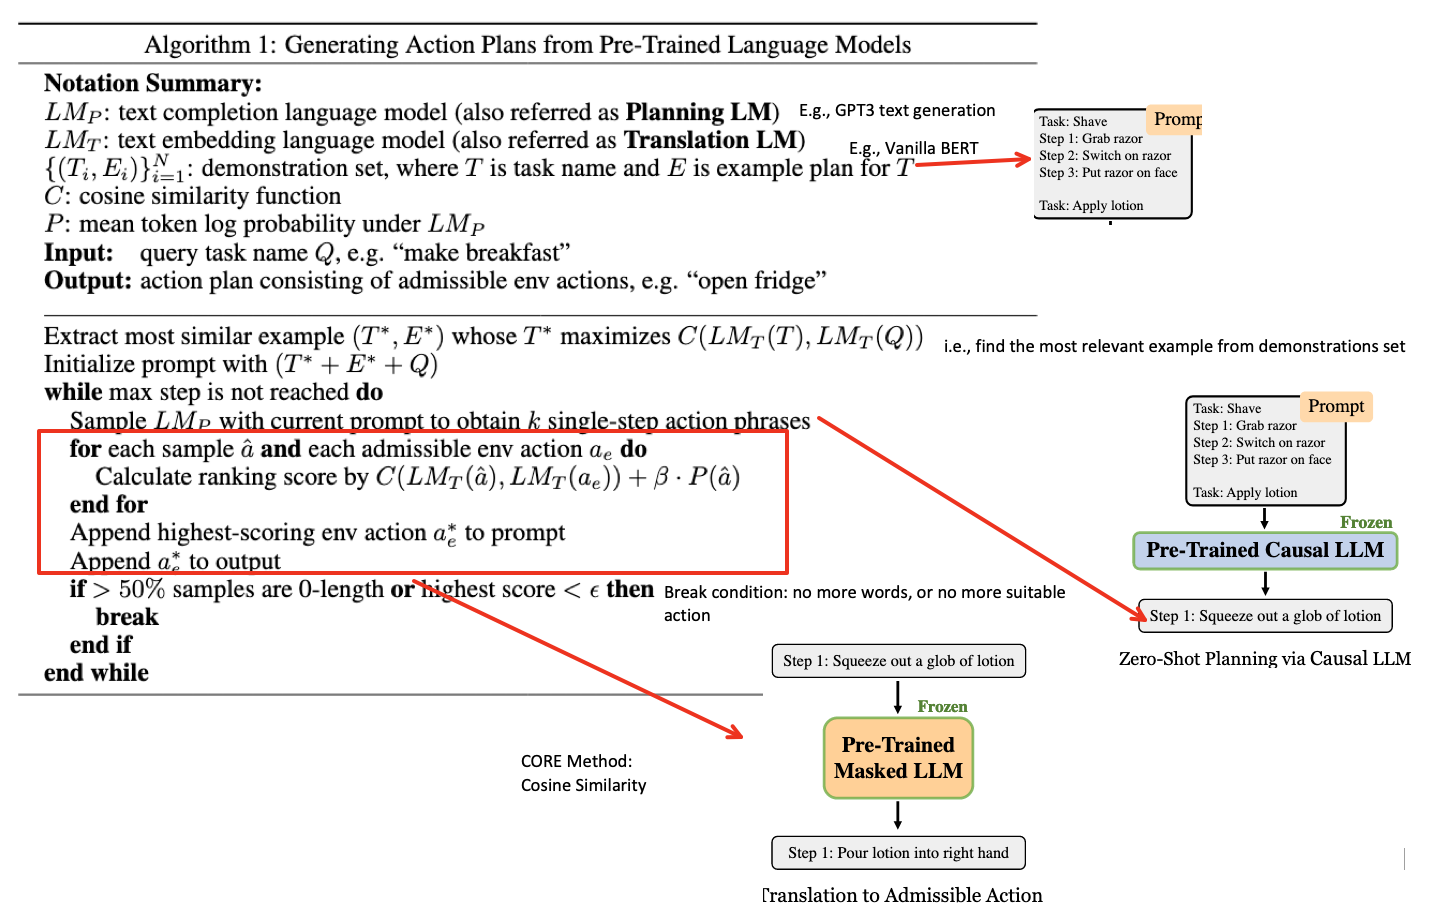 Algorithm 1: Generating Action Plans from Pre-Trained Language Models
Notation Summary:
LM_P: text completion language model (also referred as Planning LM)
E.g., GPT3 text generation
LM_T: text embedding language model (also referred as Translation LM)
E.g., Vanilla BERT
{(T_i, E_i)}_{i=1}^N: demonstration set, where T is task name and E is example plan for T
C: cosine similarity function
P: mean token log probability under LM_P
Input: query task name Q, e.g. “make breakfast”
Output: action plan consisting of admissible env actions, e.g. “open fridge”
Promp
Task: Shave
Step 1: Grab razor
Step 2: Switch on razor
Step 3: Put razor on face
Task: Apply lotion
Extract most similar example (T*, E*) whose T* maximizes C(LM_T(T), LM_T(Q))
i.e., find the most relevant example from demonstrations set
Initialize prompt with (T* + E* + Q)
while max step is not reached do
Sample LM_P with current prompt to obtain k single-step action phrases
for each sample â and each admissible env action a_e do
Calculate ranking score by C(LM_T(â), LM_T(a_e)) + β · P(â)
end for
Append highest-scoring env action a_e* to prompt
Append a_e* to output
if > 50% samples are 0-length or highest score < ϵ then
Break condition: no more words, or no more suitable
action
break
end if
end while
Prompt
Task: Shave
Step 1: Grab razor
Step 2: Switch on razor
Step 3: Put razor on face
Task: Apply lotion
Frozen
Pre-Trained Causal LLM
Step 1: Squeeze out a glob of lotion
Zero-Shot Planning via Causal LLM
CORE Method:
Cosine Similarity
Step 1: Squeeze out a glob of lotion
Frozen
Pre-Trained
Masked LLM
Step 1: Pour lotion into right hand
Translation to Admissible Action